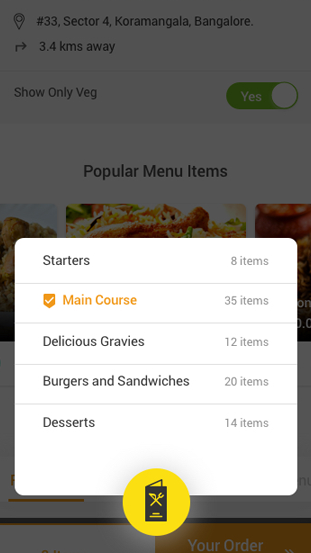 #33, Sector 4, Koramangala, Bangalore.
3.4 kms away
Show Only Veg
Yes
Popular Menu Items
Starters
8 items
Main Course
35 items
Delicious Gravies
12 items
Burgers and Sandwiches
20 items
Desserts
14 items
Your Order